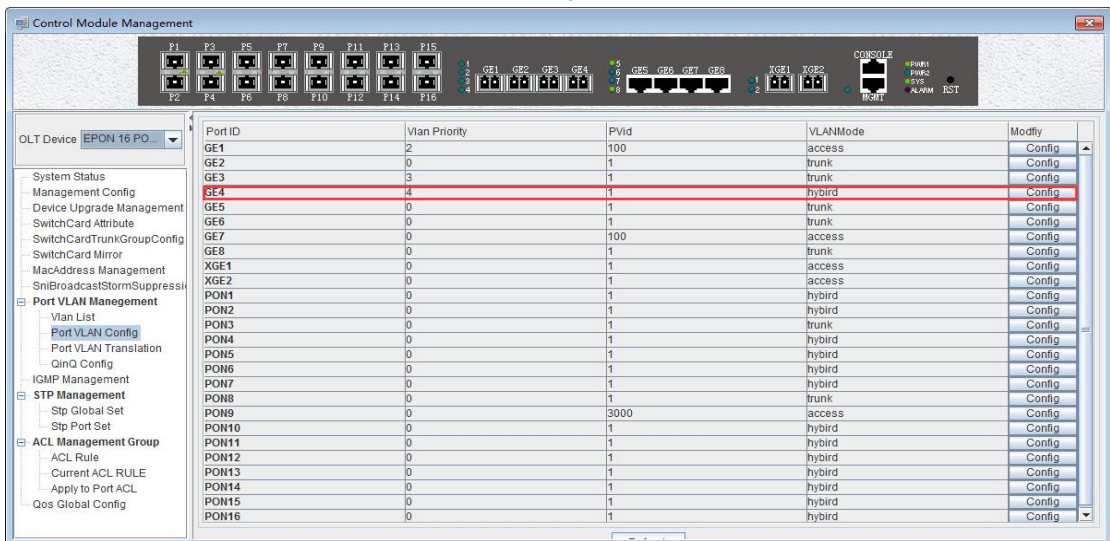 Control Module Management
P1 P3 P5 P7 P9 P11 P13 P15
P2 P4 P6 P8 P10 P12 P14 P16
1 2 3 4
GE1 GE2 GE3 GE4
5 6 7 8
GE5 GE6 GET GE8
1 2
XGE1 XGE2
CONSOLE
MGMT
PWR1
PWR2
SYS
ALARM RST
OLT Device EPON 16 PO...
System Status
Management Config
Device Upgrade Management
SwitchCard Attribute
SwitchCardTrunkGroupConfig
SwitchCard Mirror
MacAddress Management
SniBroadcastStormSuppressi
Port VLAN Manegement
Vlan List
Port VLAN Config
Port VLAN Translation
QinQ Config
IGMP Management
STP Management
Stp Global Set
Stp Port Set
ACL Management Group
ACL Rule
Current ACL RULE
Apply to Port ACL
Qos Global Config
Port ID Vlan Priority PVid VLANMode Modfiy
GE1 2 100 access Config
GE2 0 1 trunk Config
GE3 3 1 trunk Config
GE4 4 1 hybird Config
GE5 0 1 trunk Config
GE6 0 1 trunk Config
GE7 0 100 access Config
GE8 0 1 trunk Config
XGE1 0 1 access Config
XGE2 0 1 access Config
PON1 0 1 hybird Config
PON2 0 1 hybird Config
PON3 0 1 trunk Config
PON4 0 1 hybird Config
PON5 0 1 hybird Config
PON6 0 1 hybird Config
PON7 0 1 hybird Config
PON8 0 1 trunk Config
PON9 0 3000 access Config
PON10 0 1 hybird Config
PON11 0 1 hybird Config
PON12 0 1 hybird Config
PON13 0 1 hybird Config
PON14 0 1 hybird Config
PON15 0 1 hybird Config
PON16 0 1 hybird Config